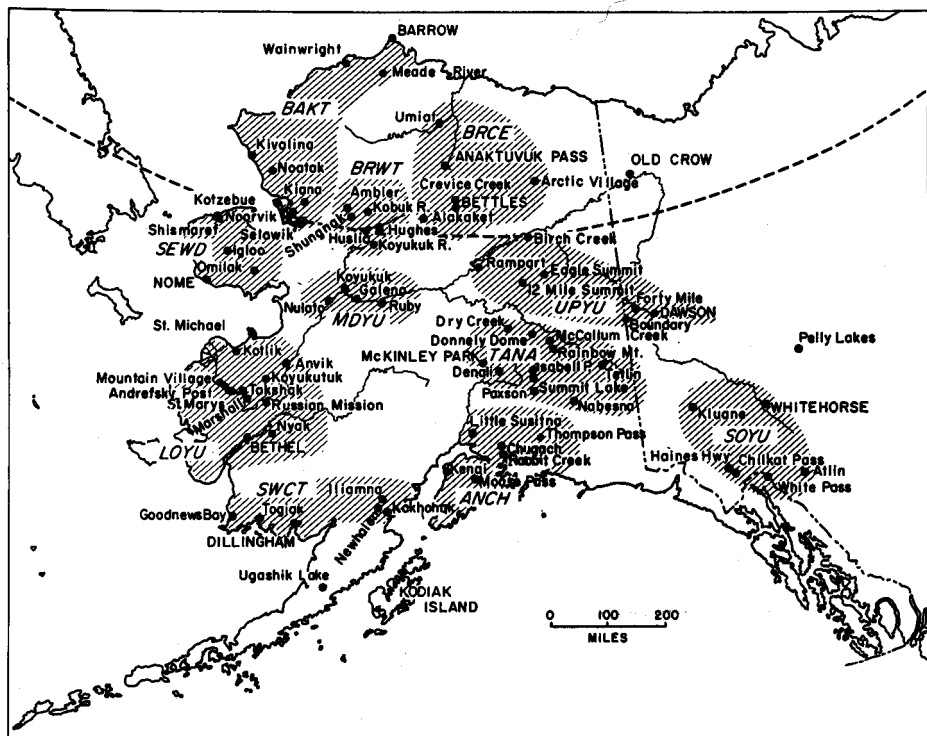 BARROW
Wainwright
Meade River
BAKT
Umiat
BRCE
Kivalina
Noatak
BRWT
ANAKTUVUK PASS
OLD CROW
Kiana
Ambler
Crevice Creek
Arctic Village
Kotzebue
Kobuk R.
BETTLES
Noorvik
Alakaket
Shismaref
Selawik
Shungnak
Hughes
Huslia
Koyukuk R.
Birch Creek
SEWD
Igloo
Omilak
Rampart
Eagle Summit
NOME
Koyukuk
Galena
12 Mile Summit
Nulato
Ruby
UPYU
Forty Mile
DAWSON
MDYU
Boundary
St. Michael
Dry Creek
McCallum Creek
Donnely Dome
Pelly Lakes
Kotlik
Anvik
McKINLEY PARK
TANA
Rainbow Mt.
Isabell P.
Denali
Tetlin
Mountain Village
Koyukutuk
Andrefsky Post
Takshak
Paxson
Summit Lake
St. Marys
Marshall
Russian Mission
Nabesna
Kluane
WHITEHORSE
Nyak
Little Susitna
Thompson Pass
SOYU
LOYU
BETHEL
Chugach
Rabbit Creek
Haines Hwy
Chilkat Pass
Atlin
SWCT
Iliamna
Kenai
Moose Pass
White Pass
ANCH
Goodnews Bay
Togiak
Kokhonuk
DILLINGHAM
Newhalen
Ugashik Lake
KODIAK
ISLAND
0 100 200
MILES